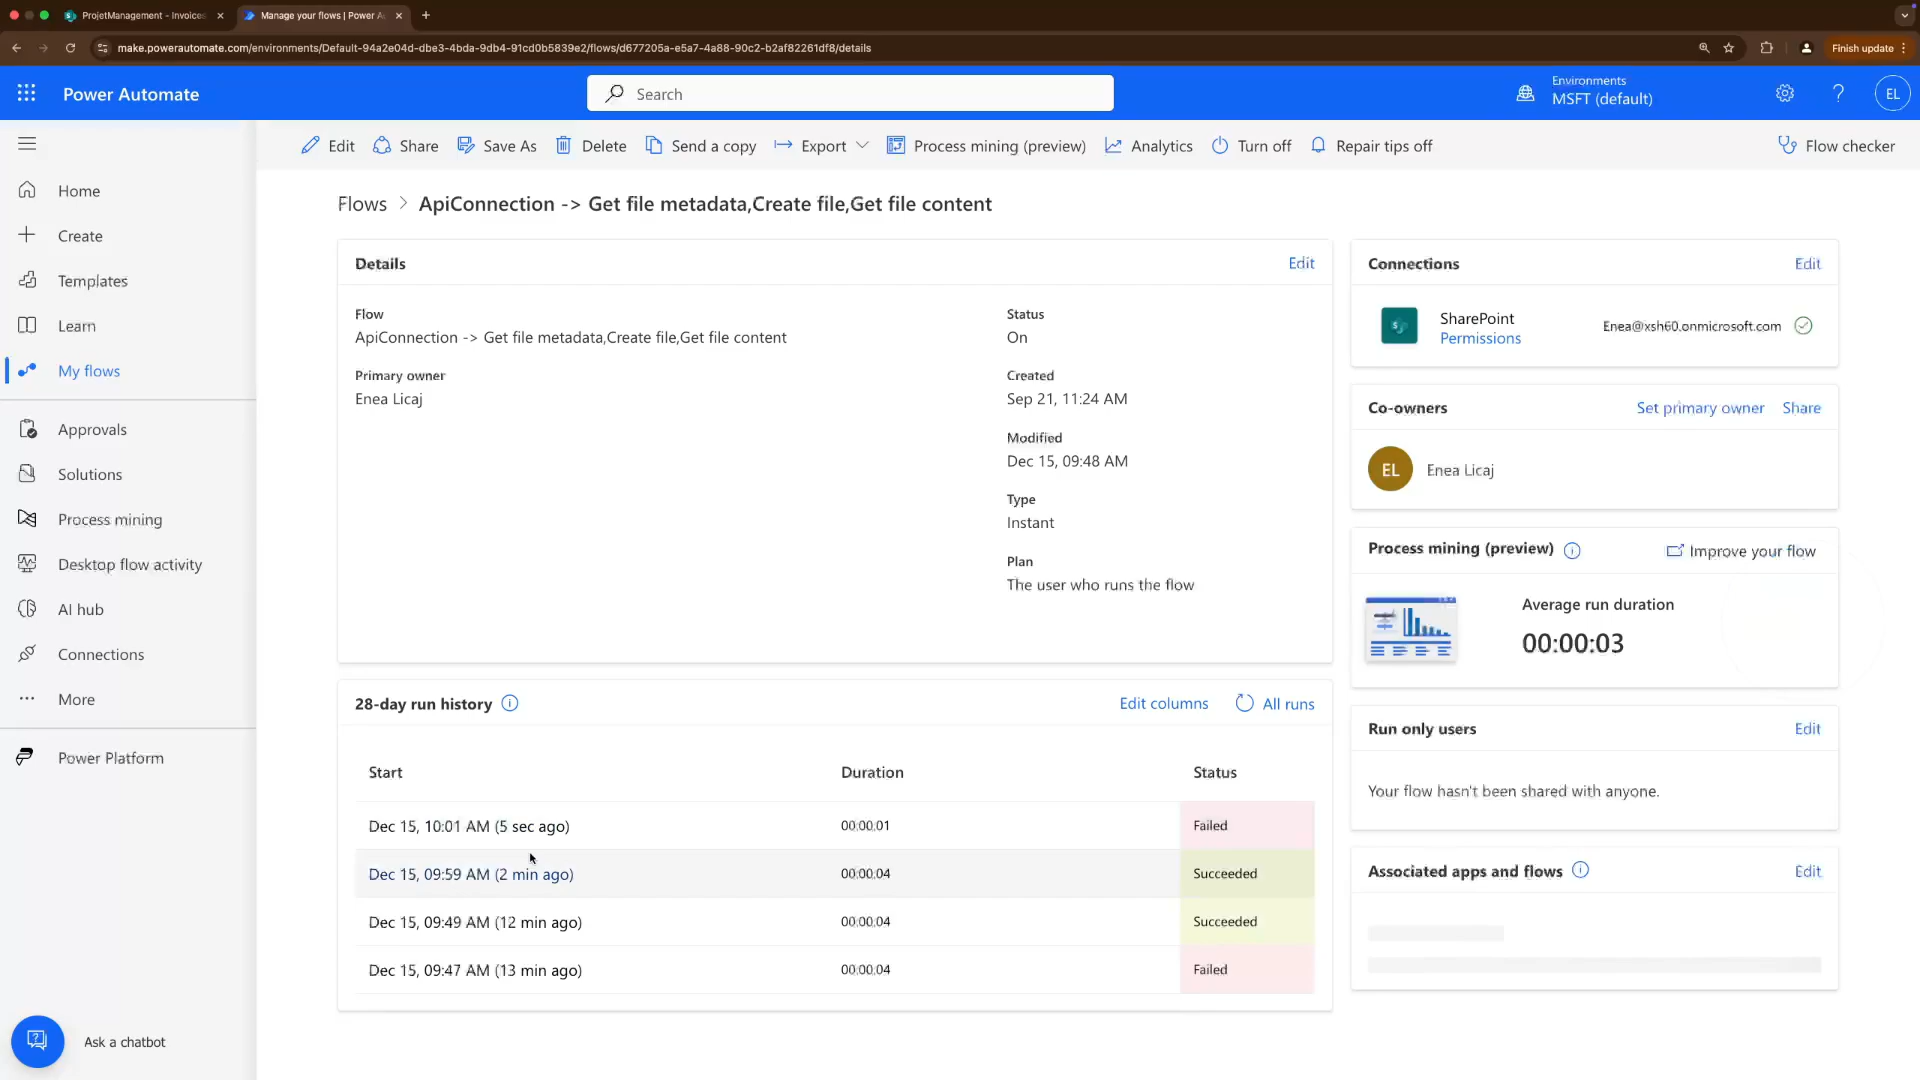 ProjetManagement - Invoices
Manage your flows | Power A
make.powerautomate.com/environments/Default-94a2e04d-dbe3-4bda-9db4-91cd0b5839e2/flows/d677205a-e5a7-4a88-90c2-b2af82261df8/details
Finish update
Power Automate
Search
Environments
MSFT (default)
EL
Edit
Share
Save As
Delete
Send a copy
Export
Process mining (preview)
Analytics
Turn off
Repair tips off
Flow checker
Home
Create
Templates
Learn
My flows
Approvals
Solutions
Process mining
Desktop flow activity
AI hub
Connections
More
Power Platform
Ask a chatbot
Flows > ApiConnection -> Get file metadata,Create file,Get file content
Details
Edit
Flow
ApiConnection -> Get file metadata,Create file,Get file content
Primary owner
Enea Licaj
Status
On
Created
Sep 21, 11:24 AM
Modified
Dec 15, 09:48 AM
Type
Instant
Plan
The user who runs the flow
28-day run history
Edit columns
All runs
Start Duration Status
Dec 15, 10:01 AM (5 sec ago) 00:00:01 Failed
Dec 15, 09:59 AM (2 min ago) 00:00:04 Succeeded
Dec 15, 09:49 AM (12 min ago) 00:00:04 Succeeded
Dec 15, 09:47 AM (13 min ago) 00:00:04 Failed
Connections
Edit
SharePoint
Permissions
Enea@xsh60.onmicrosoft.com
Co-owners
Set primary owner
Share
EL
Enea Licaj
Process mining (preview)
Improve your flow
Average run duration
00:00:03
Run only users
Edit
Your flow hasn't been shared with anyone.
Associated apps and flows
Edit